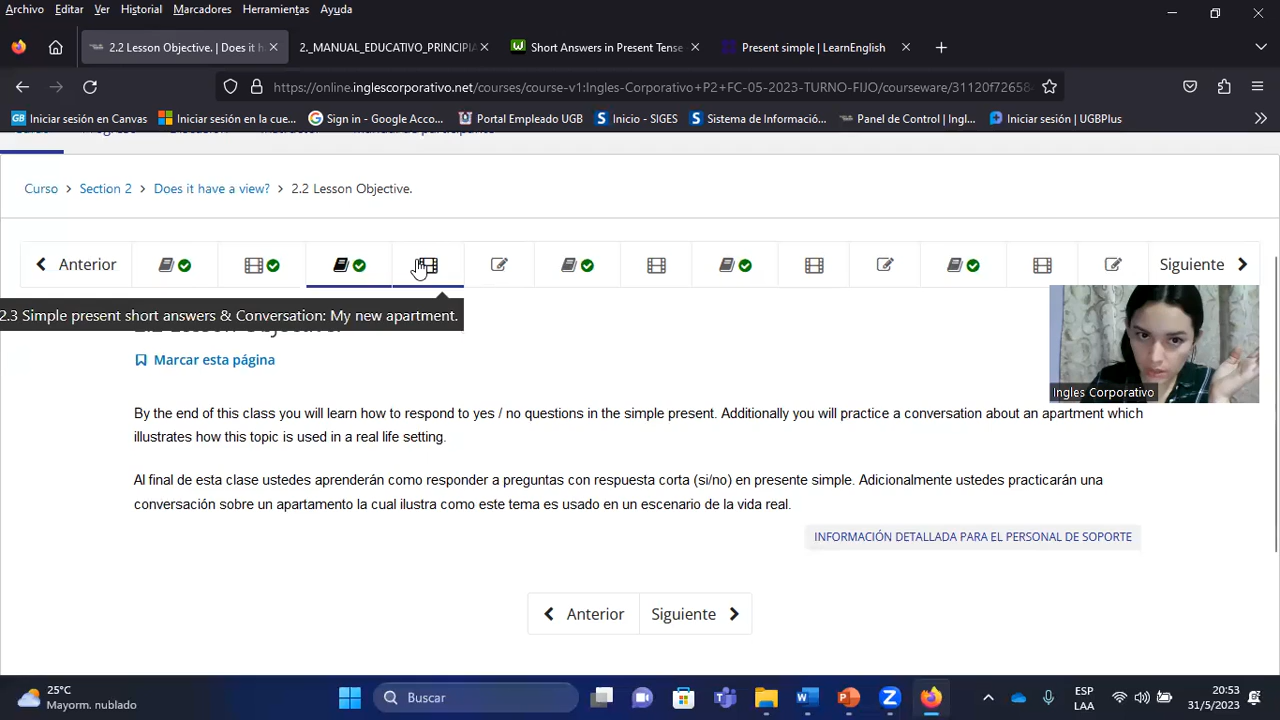 Archivo Editar Ver Historial Marcadores Herramientas Ayuda
2.2 Lesson Objective. | Does it h
2._MANUAL_EDUCATIVO_PRINCIPIA
Short Answers in Present Tense
Present simple | LearnEnglish
https://online.inglescorporativo.net/courses/course-v1:Ingles-Corporativo+P2+FC-05-2023-TURNO-FIJO/courseware/31120f726584
GB Iniciar sesión en Canvas
Iniciar sesión en la cue...
Sign in - Google Acco...
Portal Empleado UGB
S Inicio - SIGES
S Sistema de Informació...
Panel de Control | Ingl...
Iniciar sesión | UGBPlus
Curso > Section 2 > Does it have a view? > 2.2 Lesson Objective.
Anterior
Siguiente
2.3 Simple present short answers & Conversation: My new apartment.
2.2 Lesson Objective.
Marcar esta página
Ingles Corporativo
By the end of this class you will learn how to respond to yes / no questions in the simple present. Additionally you will practice a conversation about an apartment which
illustrates how this topic is used in a real life setting.
Al final de esta clase ustedes aprenderán como responder a preguntas con respuesta corta (si/no) en presente simple. Adicionalmente ustedes practicarán una
conversación sobre un apartamento la cual ilustra como este tema es usado en un escenario de la vida real.
INFORMACIÓN DETALLADA PARA EL PERSONAL DE SOPORTE
Anterior Siguiente
25°C
Mayorm. nublado
Buscar
ESP
LAA
20:53
31/5/2023